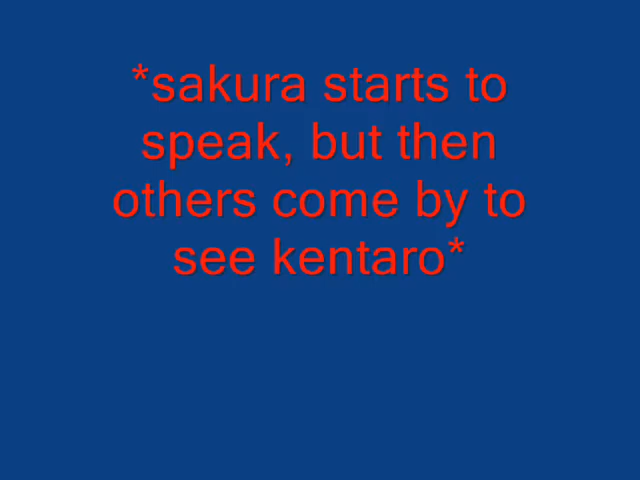 *sakura starts to
speak, but then
others come by to
see kentaro*